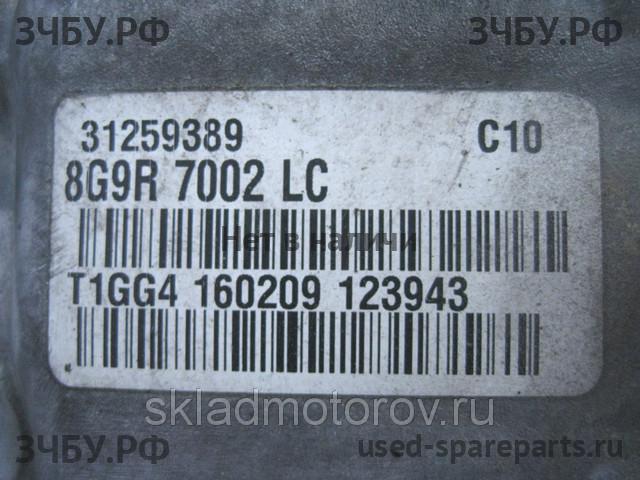 ЗЧБУ.РФ ЗЧБУ.РФ
31259389 C10
8G9R 7002 LC
Нет в наличии
T1GG4 160209 123943
skladmotorov.ru
ЗЧБУ.РФ used-spareparts.ru